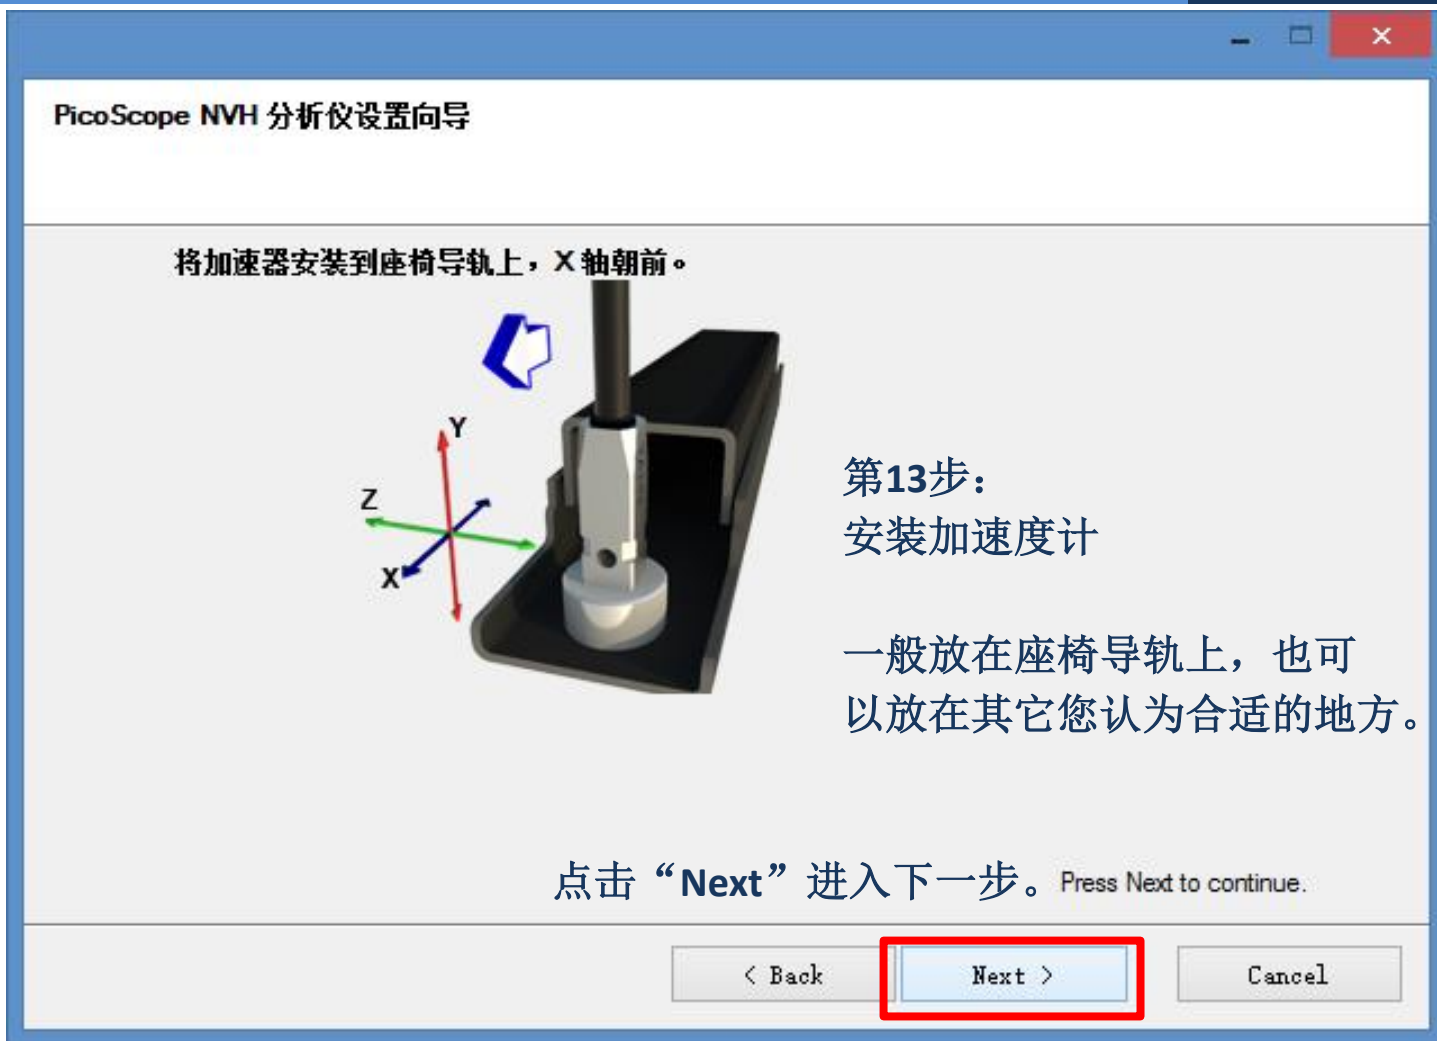 PicoScope NVH 分析仪设置向导
将加速器安装到座椅导轨上，X 轴朝前。
Y
Z
X
第13步：
安装加速度计
一般放在座椅导轨上，也可
以放在其它您认为合适的地方。
点击“Next”进入下一步。Press Next to continue.
< Back
Next >
Cancel